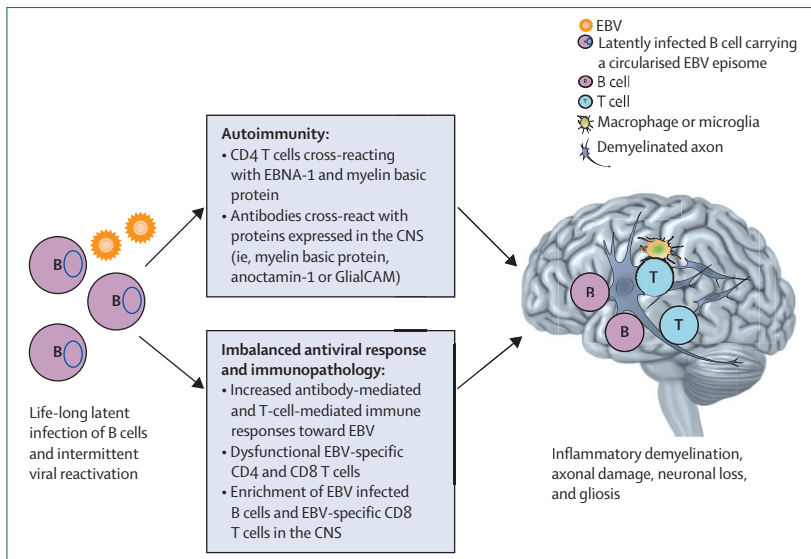 EBV
Latently infected B cell carrying
a circularised EBV episome
B
B cell
T
T cell
Macrophage or microglia
Demyelinated axon
Autoimmunity:
• CD4 T cells cross-reacting
with EBNA-1 and myelin basic
protein
• Antibodies cross-react with
proteins expressed in the CNS
(ie, myelin basic protein,
anoctamin-1 or GlialCAM)
B
B
B
T
B
B
T
Imbalanced antiviral response
and immunopathology:
• Increased antibody-mediated
and T-cell-mediated immune
responses toward EBV
• Dysfunctional EBV-specific
CD4 and CD8 T cells
• Enrichment of EBV infected
B cells and EBV-specific CD8
T cells in the CNS
Life-long latent
infection of B cells
and intermittent
viral reactivation
Inflammatory demyelination,
axonal damage, neuronal loss,
and gliosis